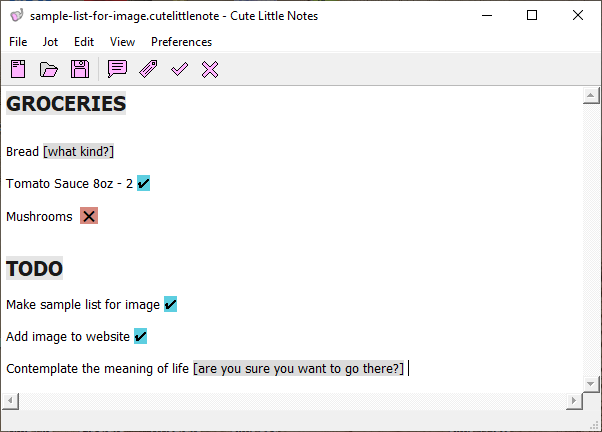 sample-list-for-image.cutelittlenote - Cute Little Notes
File Jot Edit View Preferences
GROCERIES
Bread [what kind?]
Tomato Sauce 8oz - 2 ✔
Mushrooms ✕
TODO
Make sample list for image ✔
Add image to website ✔
Contemplate the meaning of life [are you sure you want to go there?]